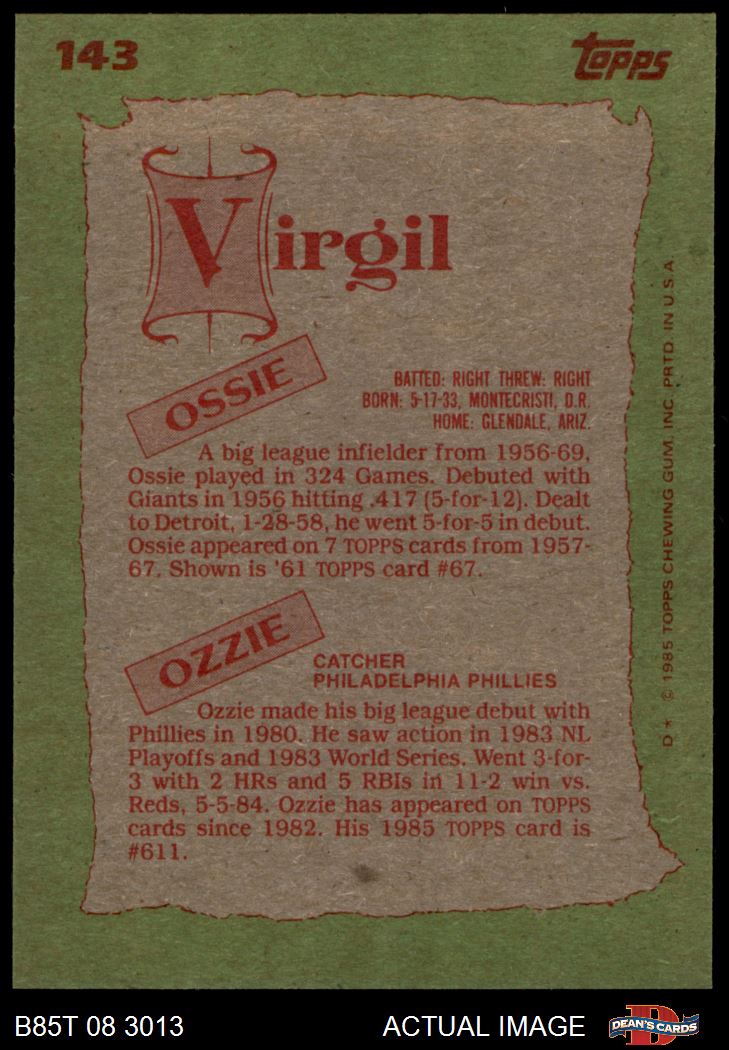 143
topps
Virgil
OSSIE
BATTED: RIGHT THREW: RIGHT
BORN: 5-17-33, MONTECRISTI, D.R.
HOME: GLENDALE, ARIZ.
A big league infielder from 1956-69,
Ossie played in 324 Games. Debuted with
Giants in 1956 hitting .417 (5-for-12). Dealt
to Detroit, 1-28-58, he went 5-for-5 in debut.
Ossie appeared on 7 TOPPS cards from 1957-
67. Shown is '61 TOPPS card #67.
OZZIE
CATCHER
PHILADELPHIA PHILLIES
Ozzie made his big league debut with
Phillies in 1980. He saw action in 1983 NL
Playoffs and 1983 World Series. Went 3-for-
3 with 2 HRs and 5 RBIs in 11-2 win vs.
Reds, 5-5-84. Ozzie has appeared on TOPPS
cards since 1982. His 1985 TOPPS card is
#611.
D* © 1985 TOPPS CHEWING GUM, INC. PRTD. IN U.S.A.
B85T 08 3013
ACTUAL IMAGE
D
DEAN'S CARDS